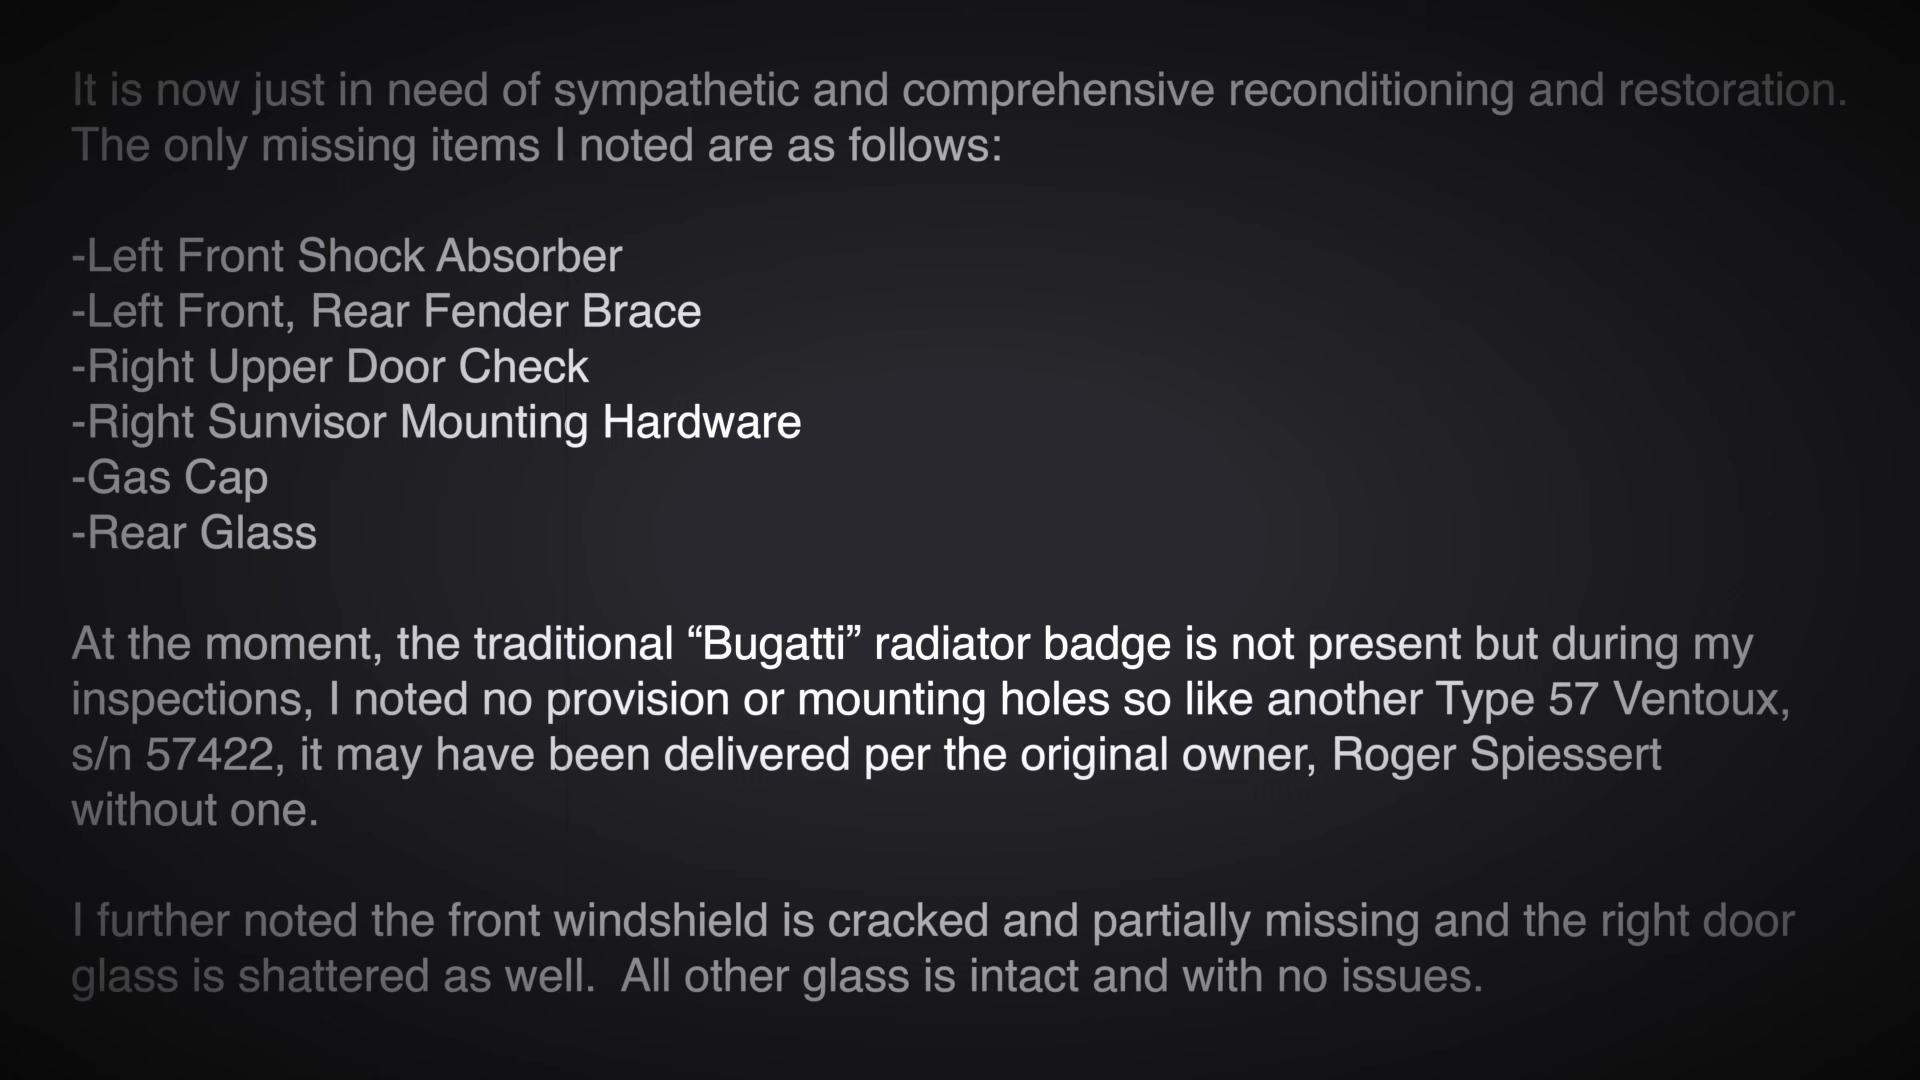 It is now just in need of sympathetic and comprehensive reconditioning and restoration.
The only missing items I noted are as follows:
-Left Front Shock Absorber
-Left Front, Rear Fender Brace
-Right Upper Door Check
-Right Sunvisor Mounting Hardware
-Gas Cap
-Rear Glass
At the moment, the traditional “Bugatti” radiator badge is not present but during my
inspections, I noted no provision or mounting holes so like another Type 57 Ventoux,
s/n 57422, it may have been delivered per the original owner, Roger Spiessert
without one.
I further noted the front windshield is cracked and partially missing and the right door
glass is shattered as well.  All other glass is intact and with no issues.